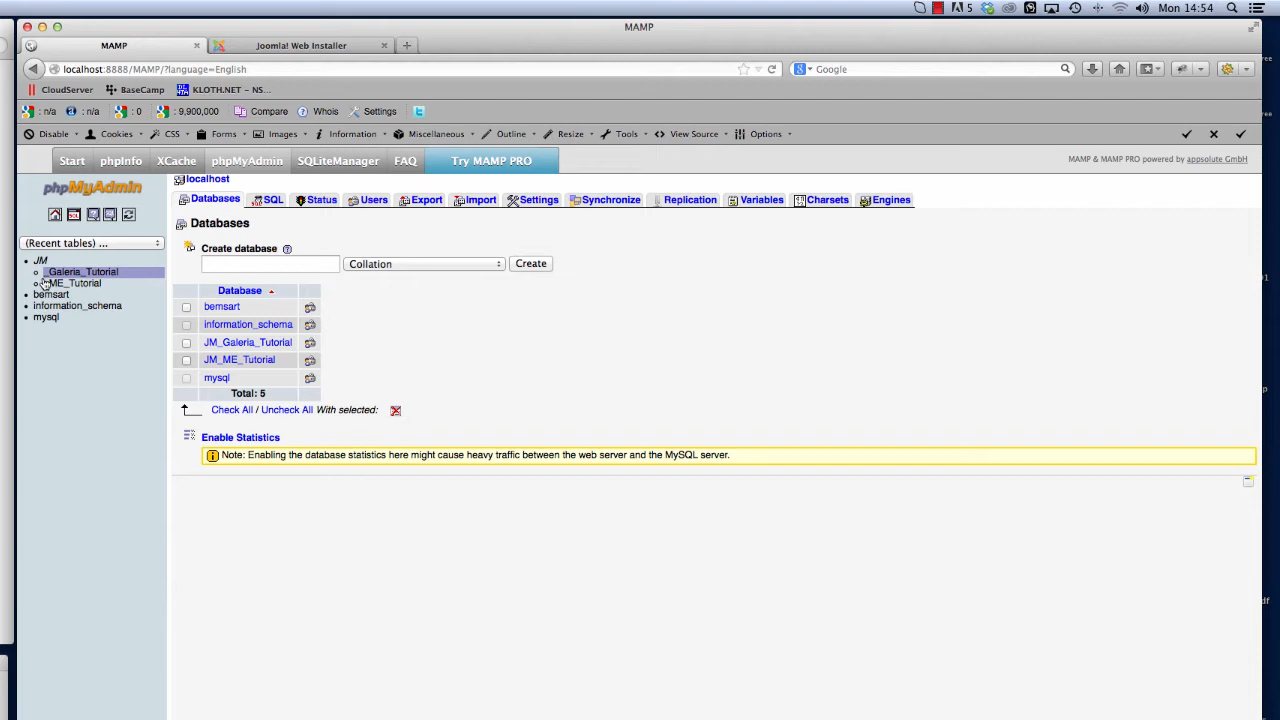 5 Mon 14:54
MAMP
MAMP Joomla! Web Installer
localhost:8888/MAMP/?language=English Google
CloudServer BaseCamp KLOTH.NET - NS...
: n/a : n/a : 0 : 9,900,000 Compare Whois Settings
Disable Cookies CSS Forms Images Information Miscellaneous Outline Resize Tools View Source Options
Start phpInfo XCache phpMyAdmin SQLiteManager FAQ Try MAMP PRO MAMP & MAMP PRO powered by appsolute GmbH
phpMyAdmin
(Recent tables) ...
JM
_Galeria_Tutorial
_ME_Tutorial
bemsart
information_schema
mysql
localhost
Databases SQL Status Users Export Import Settings Synchronize Replication Variables Charsets Engines
Databases
Create database
Collation Create
Database
bemsart
information_schema
JM_Galeria_Tutorial
JM_ME_Tutorial
mysql
Total: 5
Check All / Uncheck All With selected:
Enable Statistics
Note: Enabling the database statistics here might cause heavy traffic between the web server and the MySQL server.